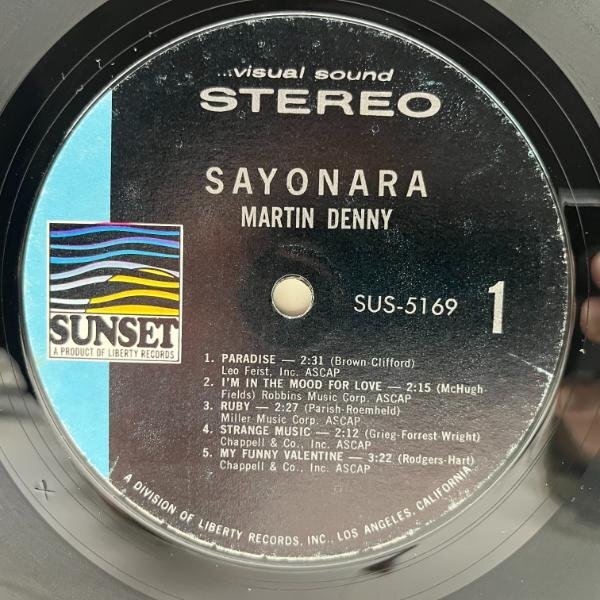 ...visual sound
STEREO
SAYONARA
MARTIN DENNY
SUS-5169 1
SUNSET
A PRODUCT OF LIBERTY RECORDS
1. PARADISE — 2:31 (Brown-Clifford)
Leo Feist, Inc. ASCAP
2. I'M IN THE MOOD FOR LOVE — 2:15 (McHugh-
Fields) Robbins Music Corp. ASCAP
3. RUBY — 2:27 (Parish-Roemheld)
Miller Music Corp. ASCAP
4. STRANGE MUSIC — 2:12 (Grieg-Forrest-Wright)
Chappell & Co., Inc. ASCAP
5. MY FUNNY VALENTINE — 3:22 (Rodgers-Hart)
Chappell & Co., Inc. ASCAP
A DIVISION OF LIBERTY RECORDS, INC., LOS ANGELES, CALIFORNIA